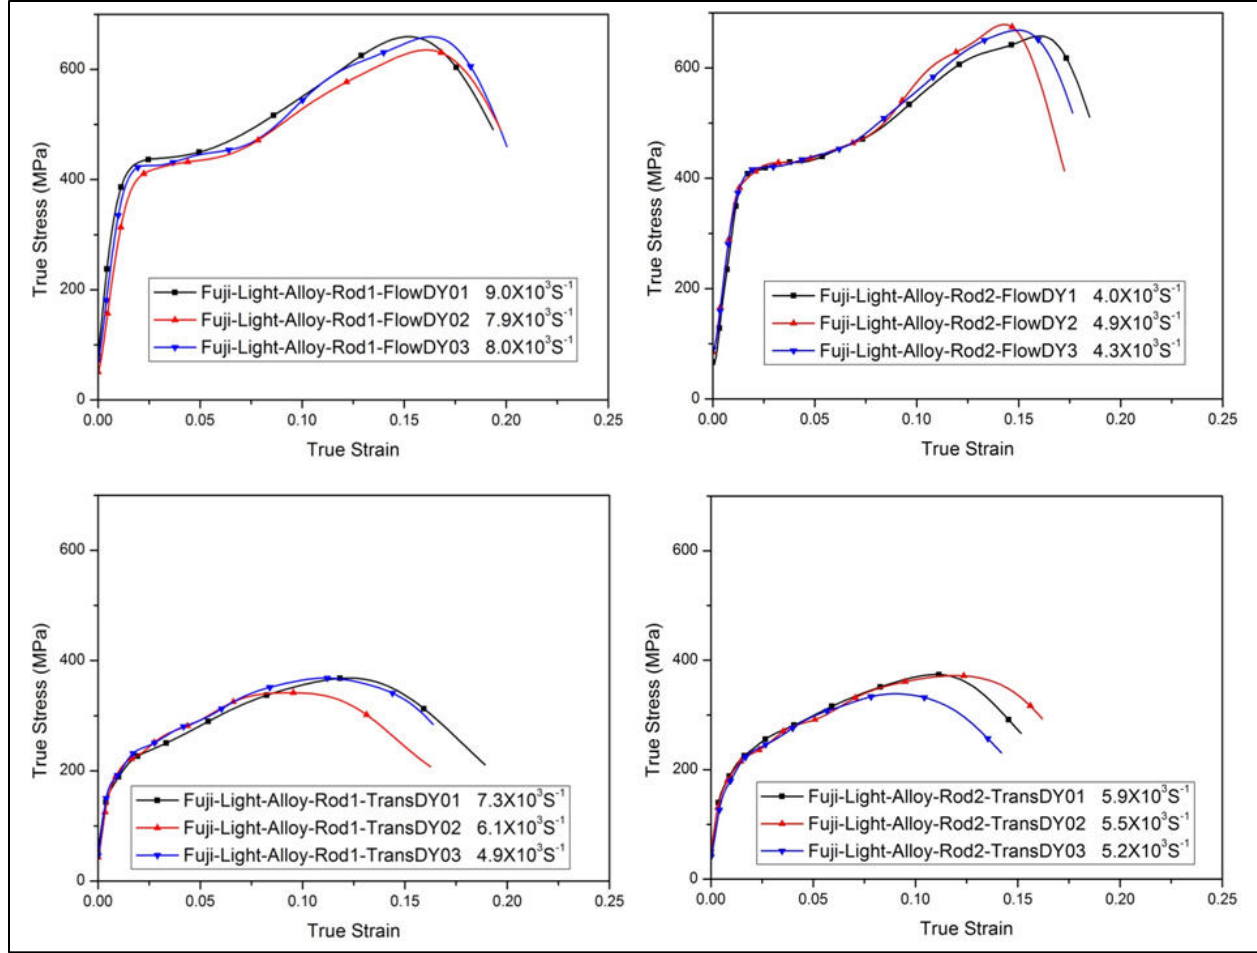 600
400
200
0
True Stress (MPa)
Fuji-Light-Alloy-Rod1-FlowDY01 9.0X10³S⁻¹
Fuji-Light-Alloy-Rod1-FlowDY02 7.9X10³S⁻¹
Fuji-Light-Alloy-Rod1-FlowDY03 8.0X10³S⁻¹
0.00 0.05 0.10 0.15 0.20 0.25
True Strain
600
400
200
0
True Stress (MPa)
Fuji-Light-Alloy-Rod2-FlowDY1 4.0X10³S⁻¹
Fuji-Light-Alloy-Rod2-FlowDY2 4.9X10³S⁻¹
Fuji-Light-Alloy-Rod2-FlowDY3 4.3X10³S⁻¹
0.00 0.05 0.10 0.15 0.20 0.25
True Strain
600
400
200
0
True Stress (MPa)
Fuji-Light-Alloy-Rod1-TransDY01 7.3X10³S⁻¹
Fuji-Light-Alloy-Rod1-TransDY02 6.1X10³S⁻¹
Fuji-Light-Alloy-Rod1-TransDY03 4.9X10³S⁻¹
0.00 0.05 0.10 0.15 0.20 0.25
True Strain
600
400
200
0
True Stress (MPa)
Fuji-Light-Alloy-Rod2-TransDY01 5.9X10³S⁻¹
Fuji-Light-Alloy-Rod2-TransDY02 5.5X10³S⁻¹
Fuji-Light-Alloy-Rod2-TransDY03 5.2X10³S⁻¹
0.00 0.05 0.10 0.15 0.20 0.25
True Strain